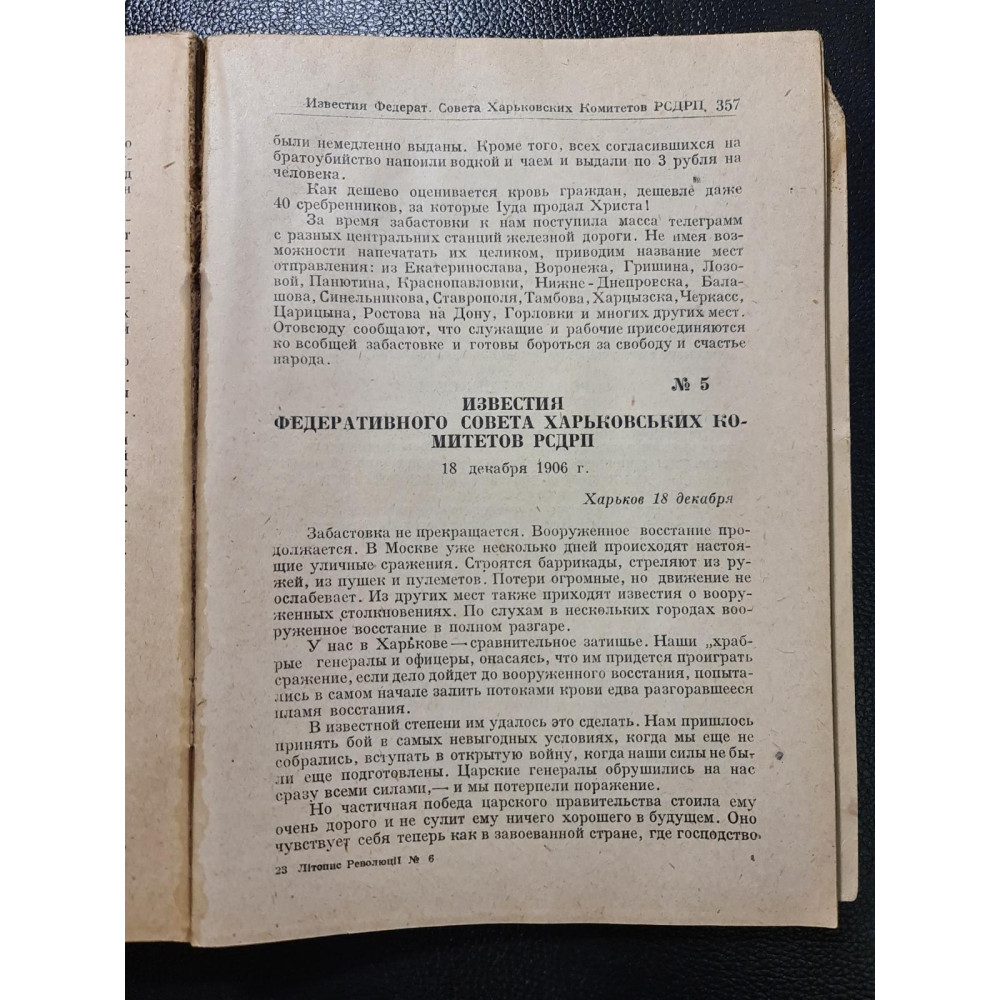 Известия Федерат. Совета Харьковских Комитетов РСДРП, 357
были немедленно выданы. Кроме того, всех согласившихся на
братоубийство напоили водкой и чаем и выдали по 3 рубля на
человека.
Как дешево оценивается кровь граждан, дешевле даже
40 сребренников, за которые Іуда продал Христа!
За время забастовки к нам поступила масса телеграмм
с разных центральних станций железной дороги. Не имея воз-
можности напечатать их целиком, приводим название мест
отправления: из Екатеринослава, Воронежа, Гришина, Лозо-
вой, Панютина, Краснопавловки, Нижне-Днепровска, Бала-
шова, Синельникова, Ставрополя, Тамбова, Харцызска, Черкасс,
Царицына, Ростова на Дону, Горловки и многих других мест.
Отовсюду сообщают, что служащие и рабочие присоединяются
ко всобщей забастовке и готовы бороться за свободу и счастье
народа.
№ 5
ИЗВЕСТИЯ
ФЕДЕРАТИВНОГО СОВЕТА ХАРЬКОВСЬКИХ КО-
МИТЕТОВ РСДРП
18 декабря 1906 г.
Харьков 18 декабря
Забастовка не прекращается. Вооруженное восстание про-
должается. В Москве уже несколько дней происходят настоя-
щие уличные сражения. Строятся баррикады, стреляют из ру-
жей, из пушек и пулеметов. Потери огромные, но движение не
ослабевает. Из других мест также приходят известия о воору-
женных столкновениях. По слухам в нескольких городах воо-
руженное восстание в полном разгаре.
У нас в Харькове — сравнительное затишье. Наши „храб-
рые генералы и офицеры, онасаясь, что им придется проиграть
сражение, если дело дойдет до вооруженного восстания, попыта-
лись в самом начале залить потоками крови едва разгоравшееся
пламя восстания.
В известной степени им удалось это сделать. Нам пришлось
принять бой в самых невыгодных условиях, когда мы еще не
собрались, вступать в открытую войну, когда наши силы не бы-
ли еще подготовлены. Царские генералы обрушились на нас
сразу всеми силами,— и мы потерпели поражение.
Но частичная победа царского правительства стоила ему
очень дорого и не сулит ему ничего хорошего в будущем. Оно
чувствует себя теперь как в завоеванной стране, где господство
23 Літопис Революції № 6